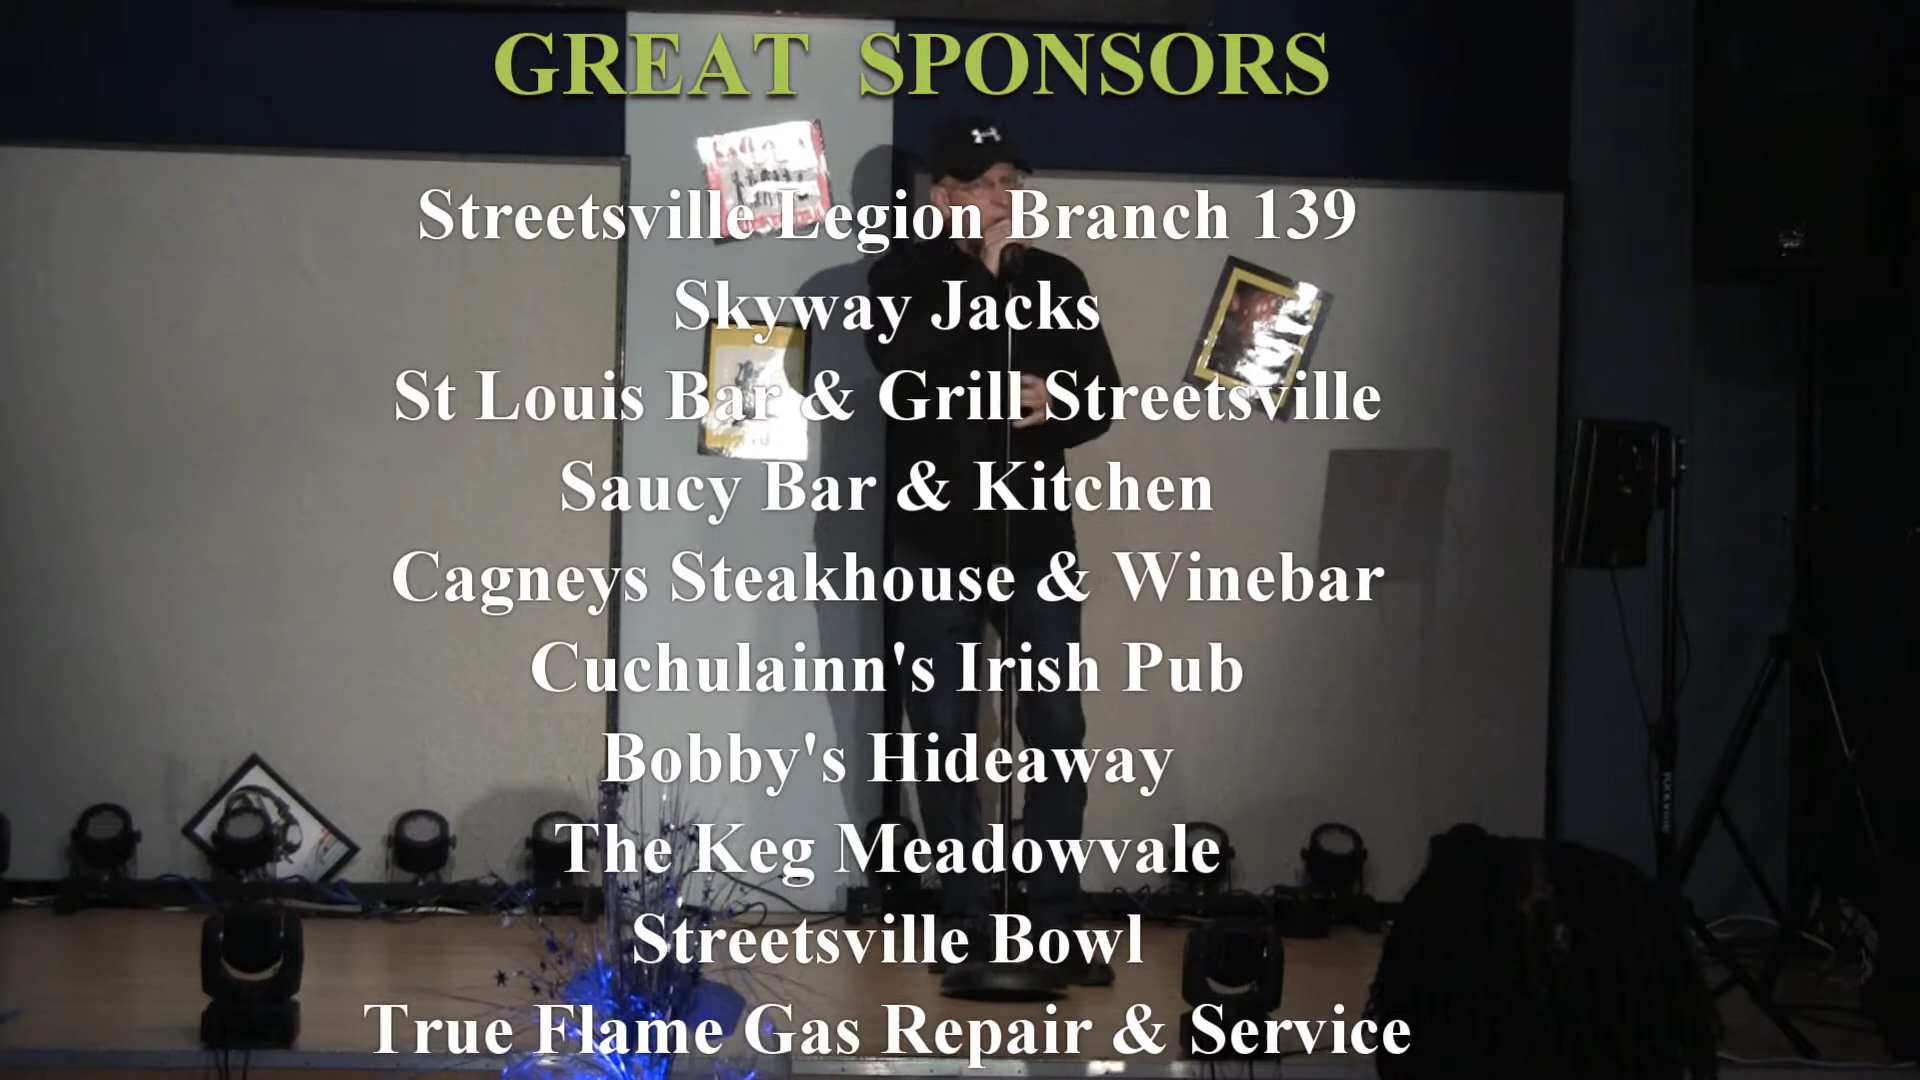 GREAT SPONSORS
Streetsville Legion Branch 139
Skyway Jacks
St Louis Bar & Grill Streetsville
Saucy Bar & Kitchen
Cagneys Steakhouse & Winebar
Cuchulainn's Irish Pub
Bobby's Hideaway
The Keg Meadowvale
Streetsville Bowl
True Flame Gas Repair & Service